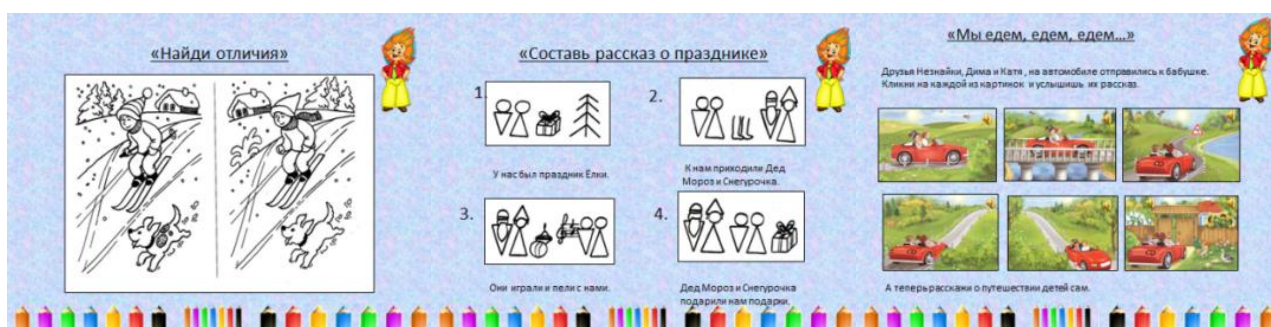 «Найди отличия»
«Составь рассказ о празднике»
1.
У нас был праздник Ёлки.
2.
К нам приходили Дед
Мороз и Снегурочка.
3.
Они играли и пели с нами.
4.
Дед Мороз и Снегурочка
подарили нам подарки.
«Мы едем, едем, едем...»
Друзья Незнайки, Дима и Катя , на автомобиле отправились к бабушке.
Кликни на каждой из картинок и услышишь их рассказ.
А теперь расскажи о путешествии детей сам.